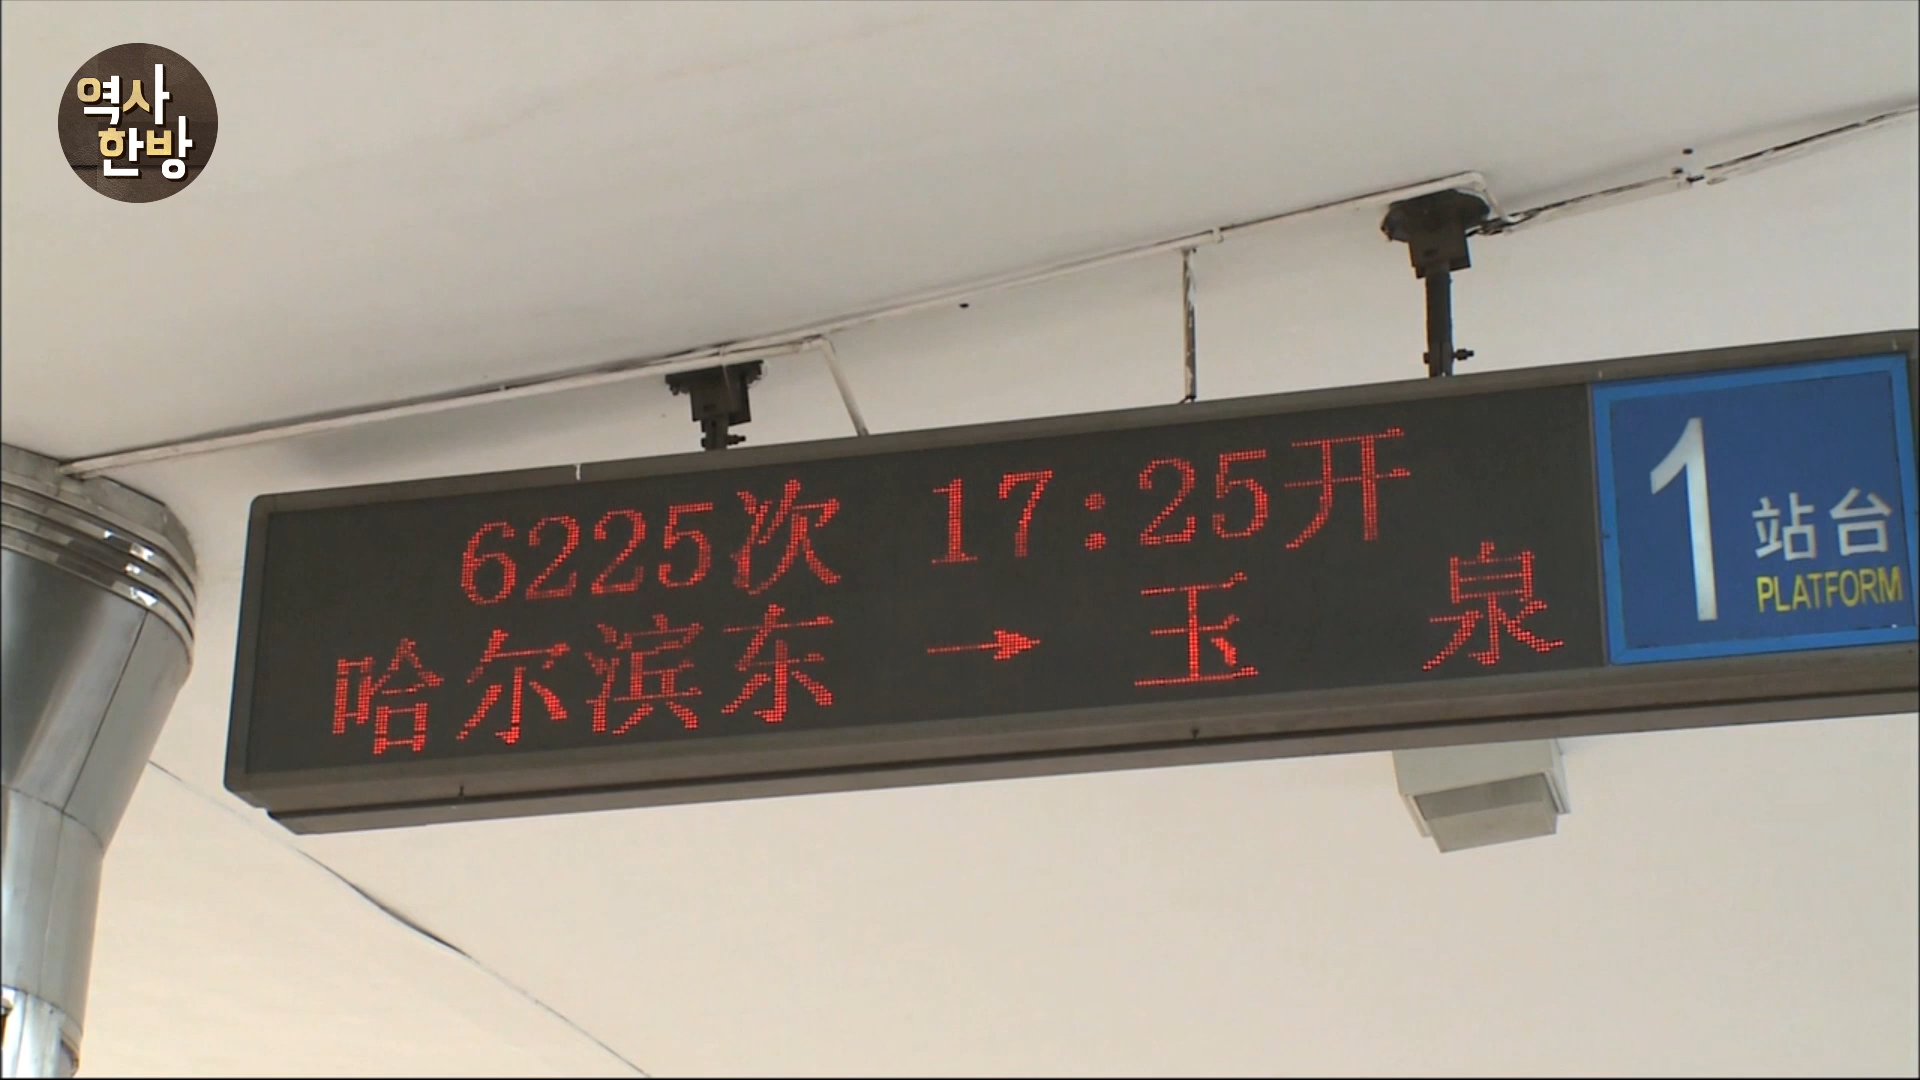 역사
한방
6225次 17:25开
哈尔滨东 → 玉 泉
1 站台
PLATFORM